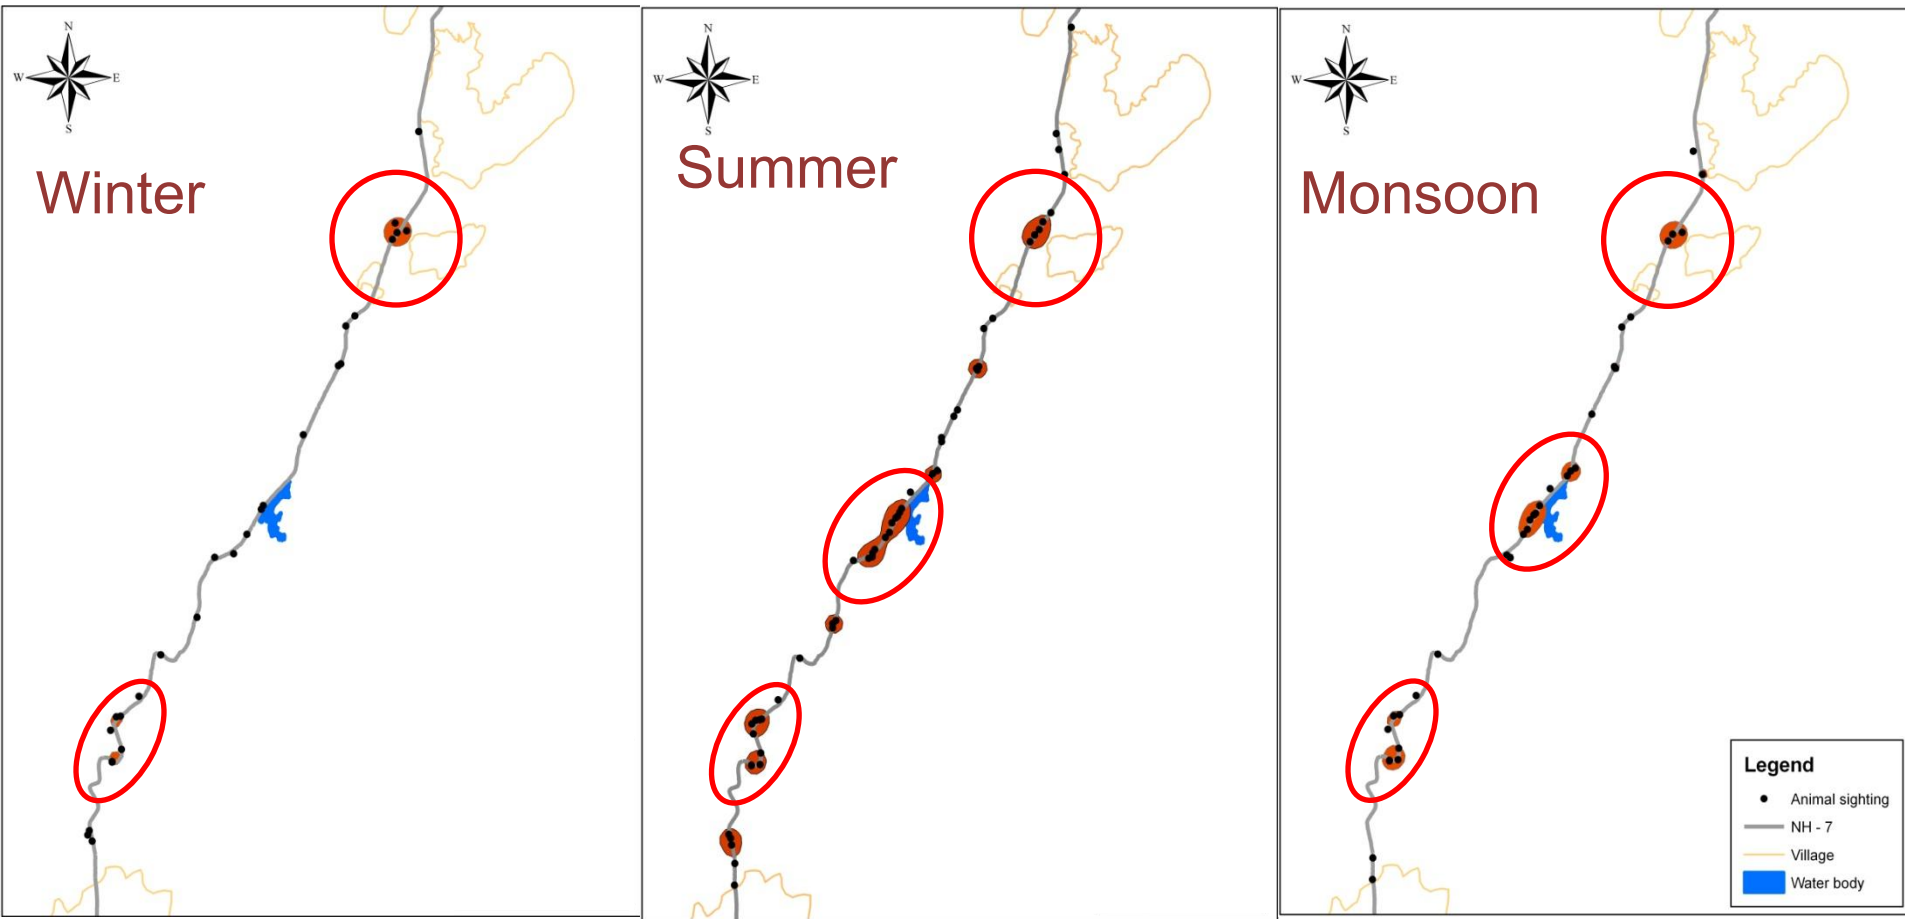 N
W E
S
Winter
N
W E
S
Summer
N
W E
S
Monsoon
Legend
Animal sighting
NH - 7
Village
Water body